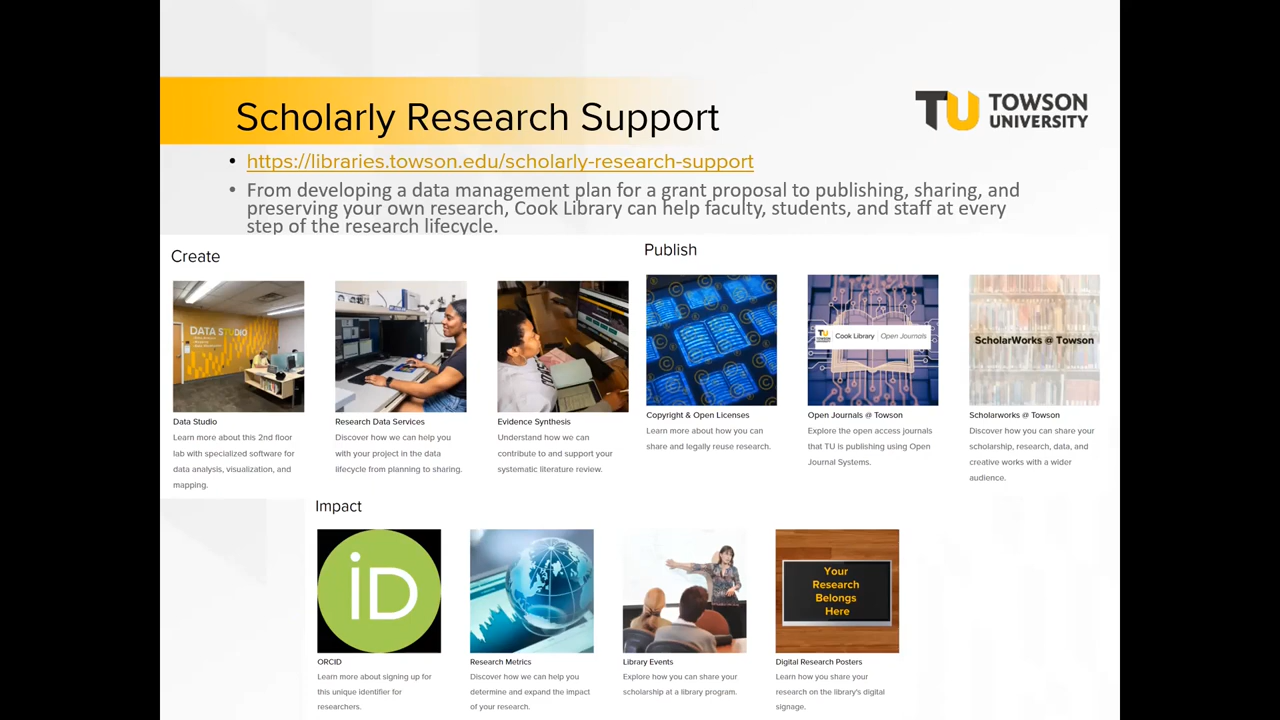 Scholarly Research Support
TU TOWSON
UNIVERSITY
• https://libraries.towson.edu/scholarly-research-support
• From developing a data management plan for a grant proposal to publishing, sharing, and
preserving your own research, Cook Library can help faculty, students, and staff at every
step of the research lifecycle.
Create
DATA STUDIO
Data Studio
Learn more about this 2nd floor
lab with specialized software for
data analysis, visualization, and
mapping.
Research Data Services
Discover how we can help you
with your project in the data
lifecycle from planning to sharing.
Evidence Synthesis
Understand how we can
contribute to and support your
systematic literature review.
Publish
Copyright & Open Licenses
Learn more about how you can
share and legally reuse research.
TU
TOWSON
UNIVERSITY
Cook Library | Open Journals
Open Journals @ Towson
Explore the open access journals
that TU is publishing using Open
Journal Systems.
ScholarWorks @ Towson
Scholarworks @ Towson
Discover how you can share your
scholarship, research, data, and
creative works with a wider
audience.
Impact
iD
ORCID
Learn more about signing up for
this unique identifier for
researchers.
Research Metrics
Discover how we can help you
determine and expand the impact
of your research.
Library Events
Explore how you can share your
scholarship at a library program.
Your
Research
Belongs
Here
Digital Research Posters
Learn how you share your
research on the library's digital
signage.